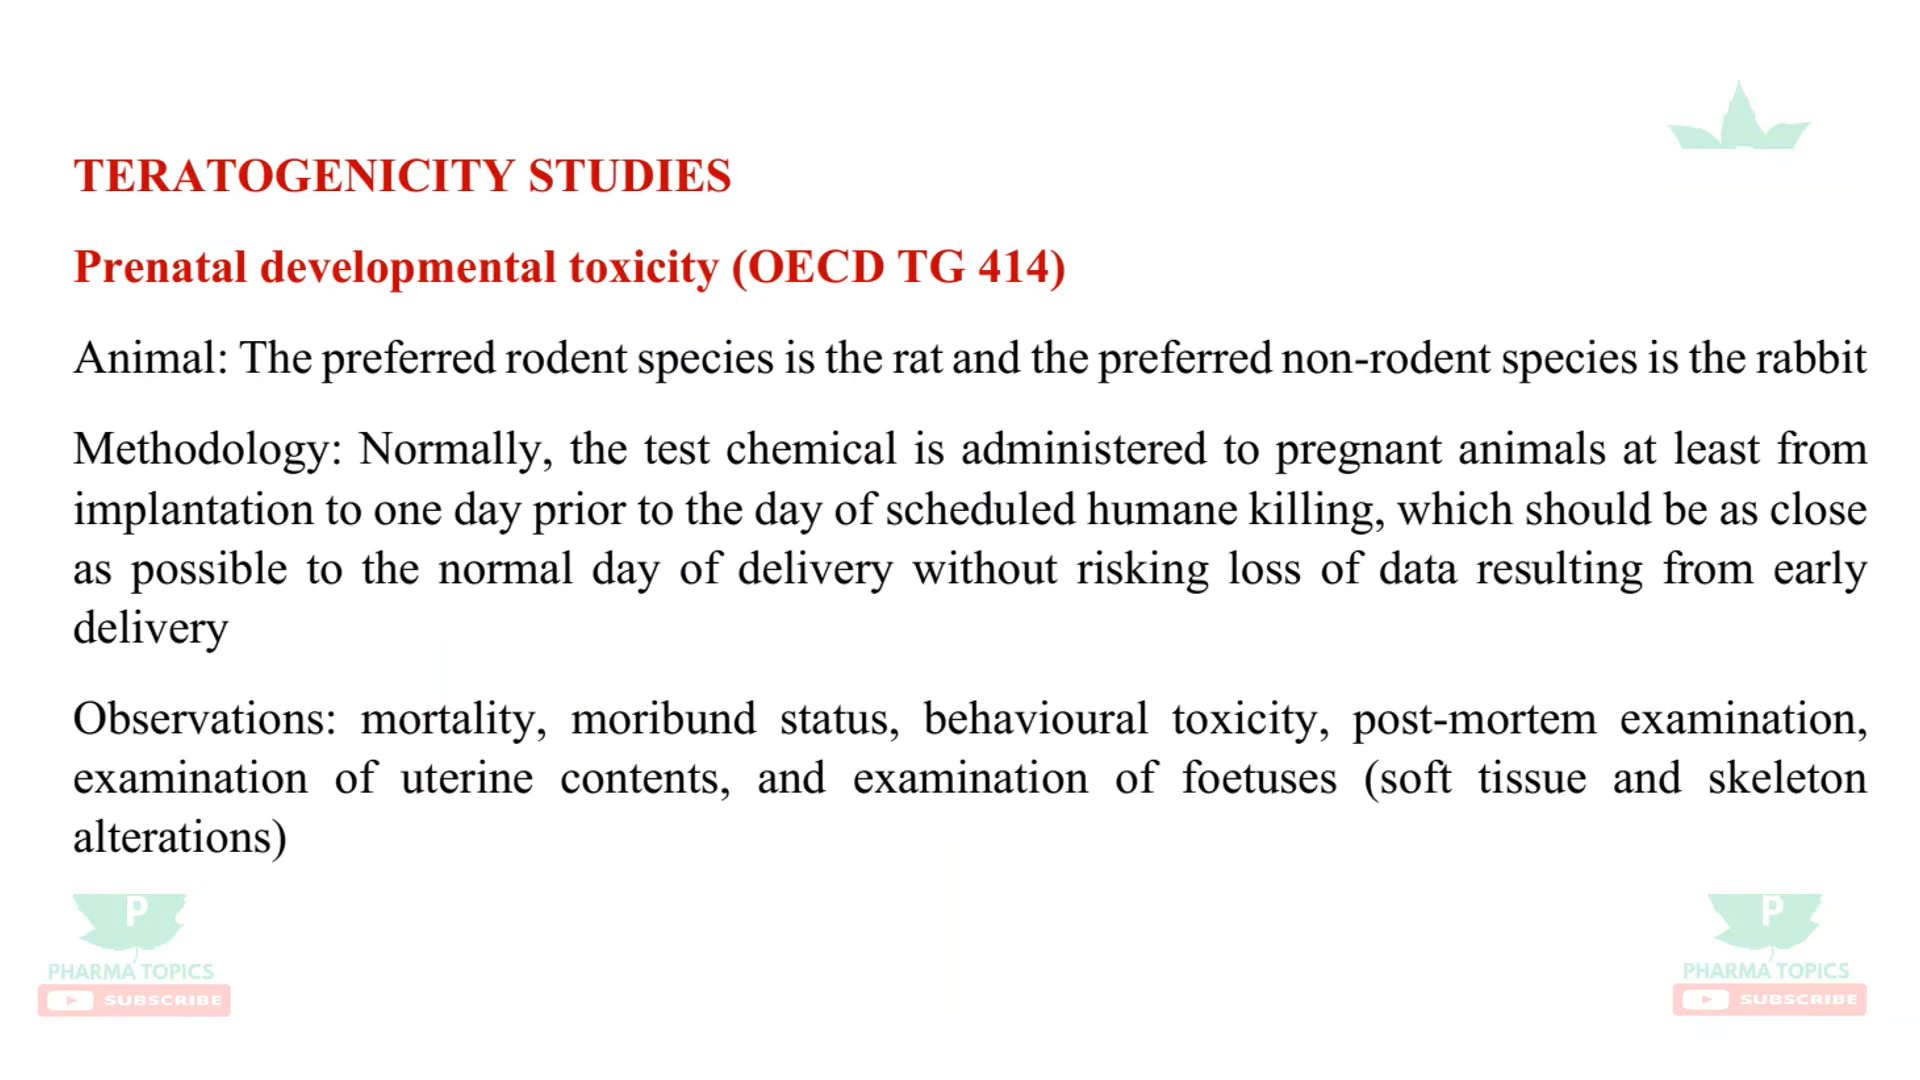 TERATOGENICITY STUDIES
Prenatal developmental toxicity (OECD TG 414)
Animal: The preferred rodent species is the rat and the preferred non-rodent species is the rabbit
Methodology: Normally, the test chemical is administered to pregnant animals at least from
implantation to one day prior to the day of scheduled humane killing, which should be as close
as possible to the normal day of delivery without risking loss of data resulting from early
delivery
Observations: mortality, moribund status, behavioural toxicity, post-mortem examination,
examination of uterine contents, and examination of foetuses (soft tissue and skeleton
alterations)
P
PHARMA TOPICS
SUBSCRIBE
P
PHARMA TOPICS
SUBSCRIBE